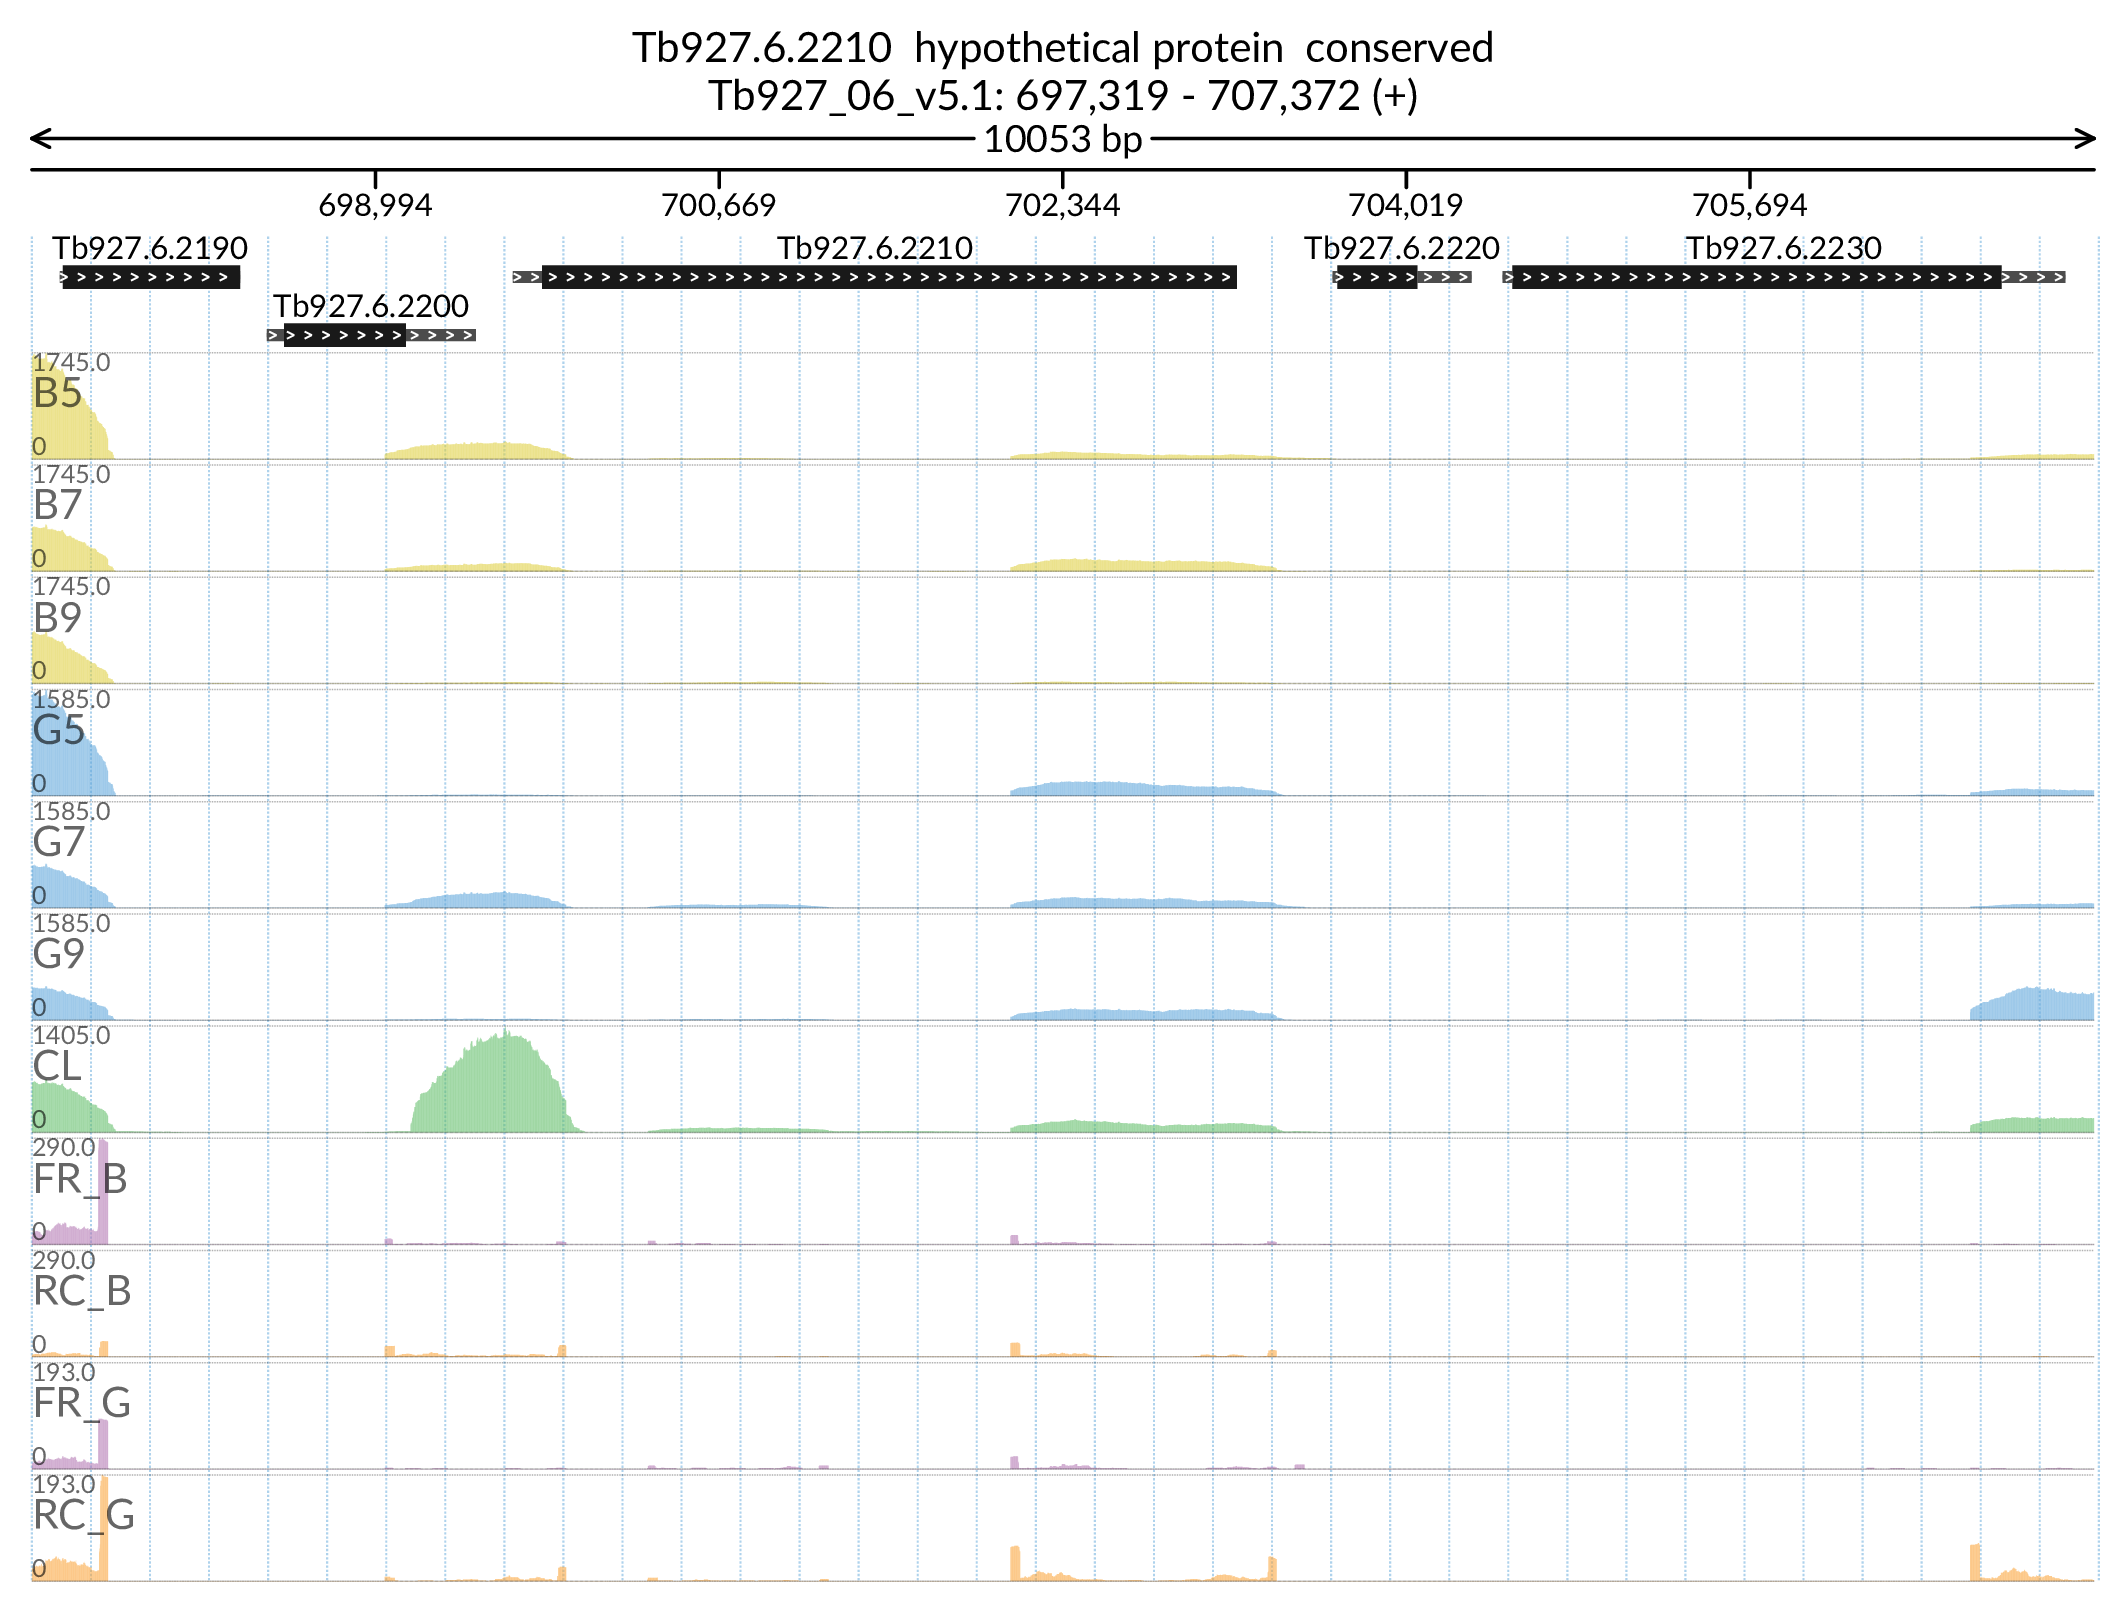 Tb927.6.2210  hypothetical protein  conserved
Tb927_06_v5.1: 697,319 - 707,372 (+)
10053 bp
698,994 700,669 702,344 704,019 705,694
Tb927.6.2190 Tb927.6.2210 Tb927.6.2220 Tb927.6.2230
Tb927.6.2200
1745.0
B5
0
1745.0
B7
0
1745.0
B9
0
1585.0
G5
0
1585.0
G7
0
1585.0
G9
0
1405.0
CL
0
290.0
FR_B
0
290.0
RC_B
0
193.0
FR_G
0
193.0
RC_G
0